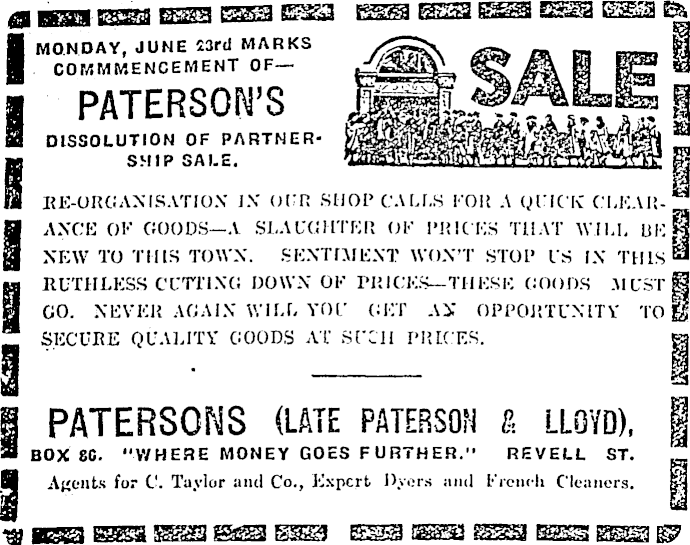 MONDAY, JUNE 23rd MARKS
COMMMENCEMENT OF—
PATERSON'S
DISSOLUTION OF PARTNER-
SHIP SALE.
SALE
RE-ORGANISATION IN OUR SHOP CALLS FOR A QUICK CLEAR-
ANCE OF GOODS—A SLAUGHTER OF PRICES THAT WILL BE
NEW TO THIS TOWN. SENTIMENT WON'T STOP US IN THIS
RUTHLESS CUTTING DOWN OF PRICES—THESE GOODS MUST
GO. NEVER AGAIN WILL YOU GET AN OPPORTUNITY TO
SECURE QUALITY GOODS AT SUCH PRICES.
PATERSONS (LATE PATERSON & LLOYD),
BOX 86. "WHERE MONEY GOES FURTHER." REVELL ST.
Agents for C. Taylor and Co., Expert Dyers and French Cleaners.